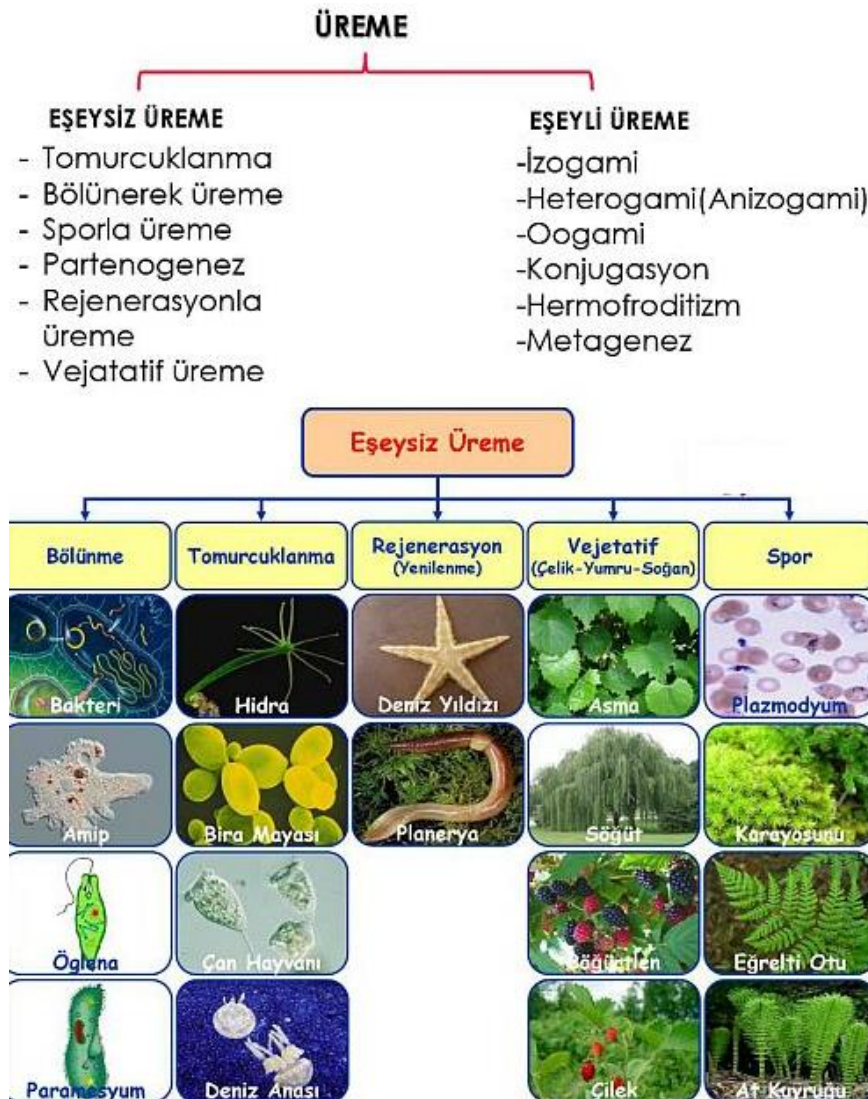 ÜREME
EŞEYSİZ ÜREME
- Tomurcuklanma
- Bölünerek üreme
- Sporla üreme
- Partenogenez
- Rejenerasyonla
üreme
- Vejatatif üreme
EŞEYLİ ÜREME
-İzogami
-Heterogami(Anizogami)
-Oogami
-Konjugasyon
-Hermofroditizm
-Metagenez
Eşeysiz Üreme
Bölünme
Bakteri
Amip
Öglena
Paramesyum
Tomurcuklanma
Hidra
Bira Mayası
Çan Hayvanı
Deniz Anası
Rejenerasyon
(Yenilenme)
Deniz Yıldızı
Planerya
Vejetatif
(Çelik-Yumru-Soğan)
Asma
Söğüt
Böğürtlen
Çilek
Spor
Plazmodyum
Karayosunu
Eğrelti Otu
At Kuyruğu